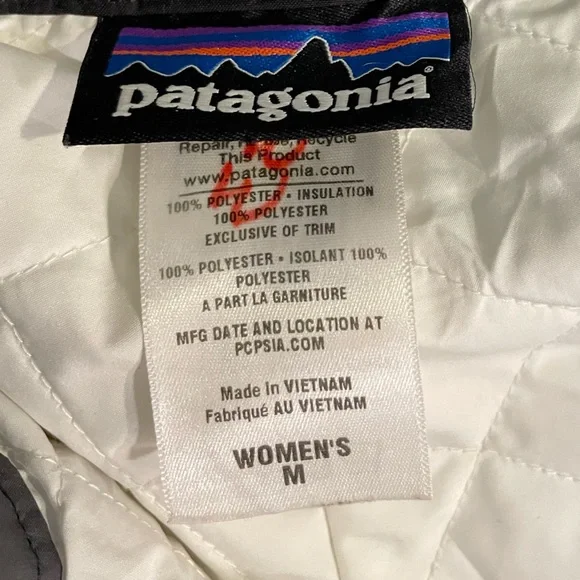 patagonia®
Repair, Reuse, Recycle
This Product
www.patagonia.com
100% POLYESTER • INSULATION
100% POLYESTER
EXCLUSIVE OF TRIM
100% POLYESTER • ISOLANT 100%
POLYESTER
A PART LA GARNITURE
MFG DATE AND LOCATION AT
PCPSIA.COM
Made in VIETNAM
Fabriqué AU VIETNAM
WOMEN'S
M